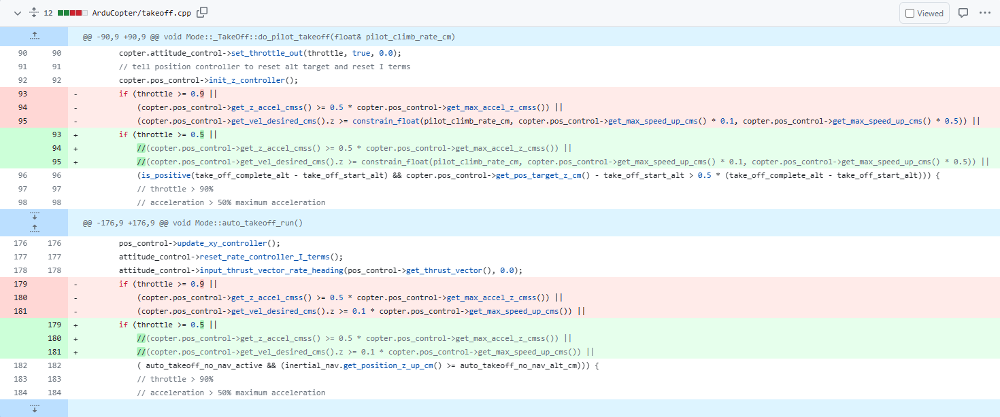 12 ArduCopter/takeoff.cpp Viewed
@@ -90,9 +90,9 @@ void Mode::_TakeOff::do_pilot_takeoff(float& pilot_climb_rate_cm)
90 90 copter.attitude_control->set_throttle_out(throttle, true, 0.0);
91 91 // tell position controller to reset alt target and reset I terms
92 92 copter.pos_control->init_z_controller();
93 - if (throttle >= 0.9 ||
94 - (copter.pos_control->get_z_accel_cmss() >= 0.5 * copter.pos_control->get_max_accel_z_cmss()) ||
95 - (copter.pos_control->get_vel_desired_cms().z >= constrain_float(pilot_climb_rate_cm, copter.pos_control->get_max_speed_up_cms() * 0.1, copter.pos_control->get_max_speed_up_cms() * 0.5)) ||
93 + if (throttle >= 0.5 ||
94 + //(copter.pos_control->get_z_accel_cmss() >= 0.5 * copter.pos_control->get_max_accel_z_cmss()) ||
95 + //(copter.pos_control->get_vel_desired_cms().z >= constrain_float(pilot_climb_rate_cm, copter.pos_control->get_max_speed_up_cms() * 0.1, copter.pos_control->get_max_speed_up_cms() * 0.5)) ||
96 96 (is_positive(take_off_complete_alt - take_off_start_alt) && copter.pos_control->get_pos_target_z_cm() - take_off_start_alt > 0.5 * (take_off_complete_alt - take_off_start_alt))) {
97 97 // throttle > 90%
98 98 // acceleration > 50% maximum acceleration
@@ -176,9 +176,9 @@ void Mode::auto_takeoff_run()
176 176 pos_control->update_xy_controller();
177 177 attitude_control->reset_rate_controller_I_terms();
178 178 attitude_control->input_thrust_vector_rate_heading(pos_control->get_thrust_vector(), 0.0);
179 - if (throttle >= 0.9 ||
180 - (copter.pos_control->get_z_accel_cmss() >= 0.5 * copter.pos_control->get_max_accel_z_cmss()) ||
181 - (copter.pos_control->get_vel_desired_cms().z >= 0.1 * copter.pos_control->get_max_speed_up_cms()) ||
179 + if (throttle >= 0.5 ||
180 + //(copter.pos_control->get_z_accel_cmss() >= 0.5 * copter.pos_control->get_max_accel_z_cmss()) ||
181 + //(copter.pos_control->get_vel_desired_cms().z >= 0.1 * copter.pos_control->get_max_speed_up_cms()) ||
182 182 ( auto_takeoff_no_nav_active && (inertial_nav.get_position_z_up_cm() >= auto_takeoff_no_nav_alt_cm))) {
183 183 // throttle > 90%
184 184 // acceleration > 50% maximum acceleration